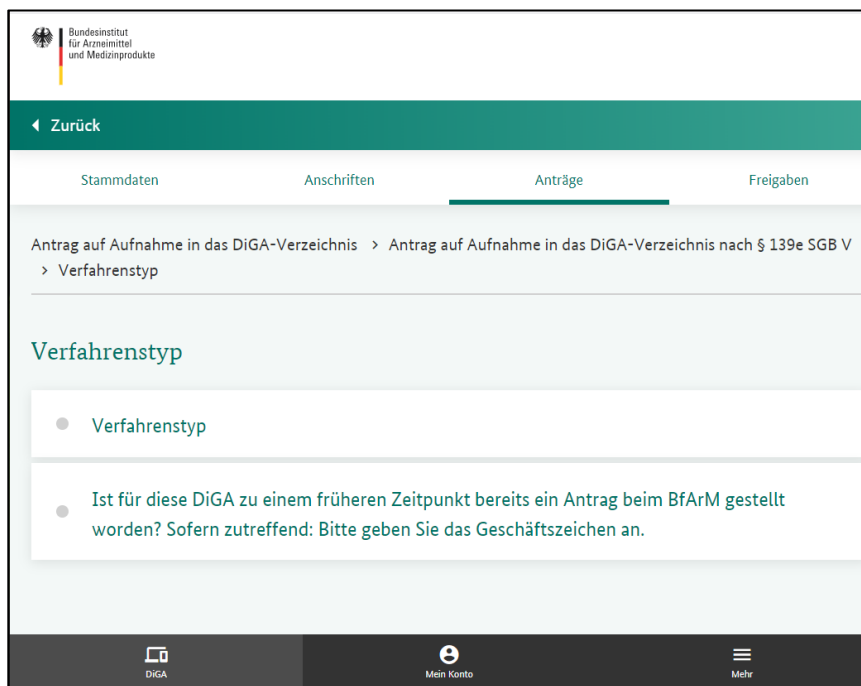 Bundesinstitut
für Arzneimittel
und Medizinprodukte
Zurück
Stammdaten Anschriften Anträge Freigaben
Antrag auf Aufnahme in das DiGA-Verzeichnis > Antrag auf Aufnahme in das DiGA-Verzeichnis nach § 139e SGB V
> Verfahrenstyp
Verfahrenstyp
Verfahrenstyp
Ist für diese DiGA zu einem früheren Zeitpunkt bereits ein Antrag beim BfArM gestellt
worden? Sofern zutreffend: Bitte geben Sie das Geschäftszeichen an.
DiGA Mein Konto Mehr